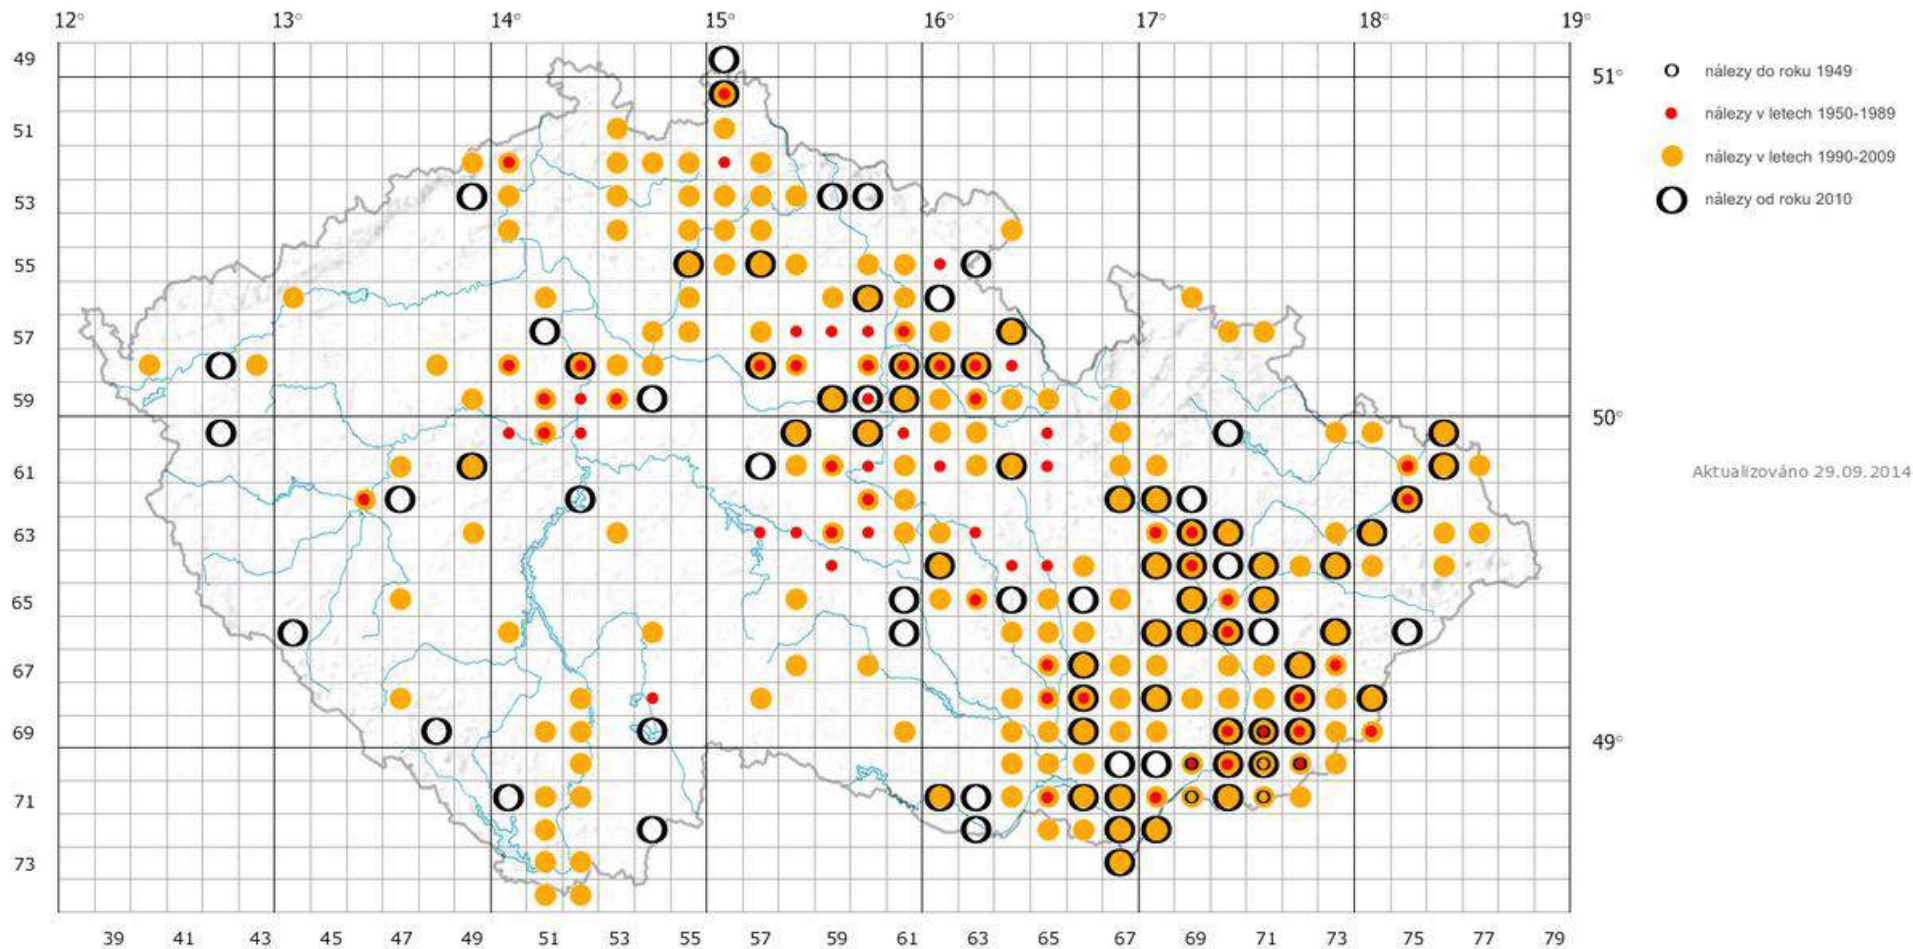 12° 13° 14° 15° 16° 17° 18° 19°
49
51°
nálezy do roku 1949
nálezy v letech 1950-1989
51
nálezy v letech 1990-2009
53
nálezy od roku 2010
55
57
59
50°
61
Aktualizováno 29.09.2014
63
65
67
69
49°
71
73
39 41 43 45 47 49 51 53 55 57 59 61 63 65 67 69 71 73 75 77 79